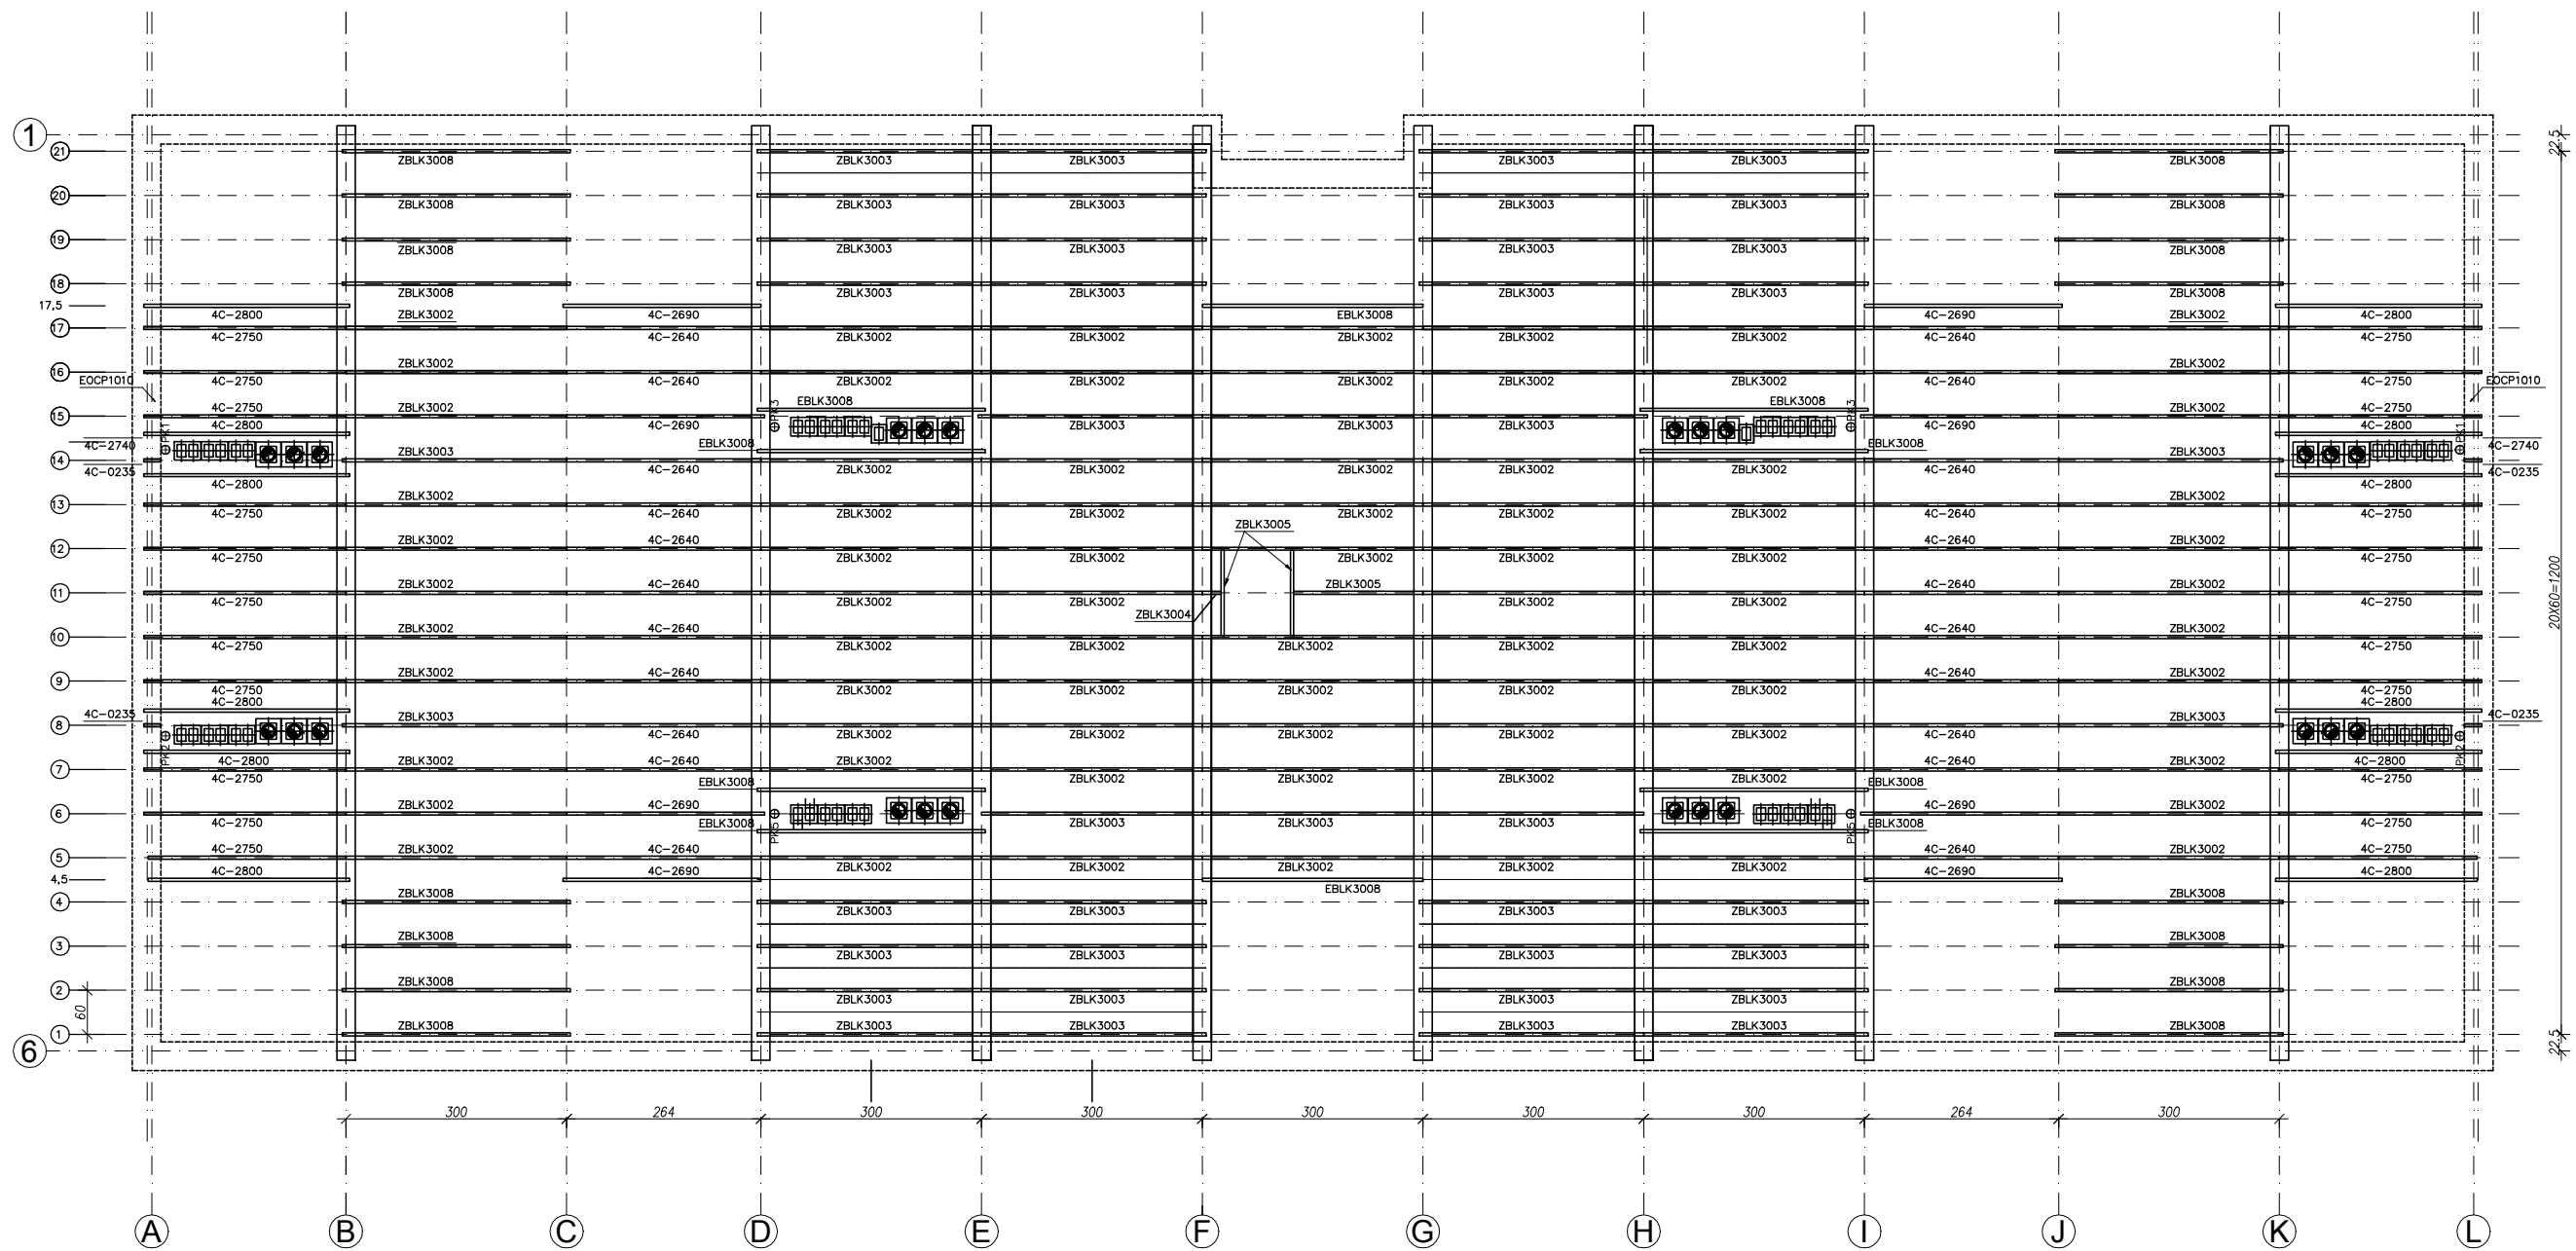 1 22,5
21 ZBLK3008 ZBLK3003 ZBLK3003 ZBLK3003 ZBLK3003 ZBLK3008
20 ZBLK3008 ZBLK3003 ZBLK3003 ZBLK3003 ZBLK3003 ZBLK3008
19 ZBLK3008 ZBLK3003 ZBLK3003 ZBLK3003 ZBLK3003 ZBLK3008
18 ZBLK3008 ZBLK3003 ZBLK3003 ZBLK3003 ZBLK3003 ZBLK3008
17,5 4C-2800 ZBLK3002 4C-2690 EBLK3008 4C-2690 ZBLK3002 4C-2800
17 4C-2750 4C-2640 ZBLK3002 ZBLK3002 ZBLK3002 ZBLK3002 ZBLK3002 4C-2640 4C-2750
ZBLK3002 ZBLK3002
16 4C-2750 4C-2640 ZBLK3002 ZBLK3002 ZBLK3002 ZBLK3002 ZBLK3002 4C-2640 4C-2750
EOCP1010 EOCP1010
EBLK3008 EBLK3008
4C-2750 ZBLK3002 PK3 PK3 ZBLK3002 4C-2750
15 4C-2800 4C-2690 ZBLK3003 ZBLK3003 ZBLK3003 4C-2690 4C-2800
PK1 PK1
4C-2740 EBLK3008 EBLK3008 4C-2740
14 ZBLK3003 ZBLK3003
4C-0235 4C-2640 ZBLK3002 ZBLK3002 ZBLK3002 ZBLK3002 ZBLK3002 4C-2640 4C-0235
4C-2800 4C-2800
ZBLK3002 ZBLK3002
13 4C-2750 4C-2640 ZBLK3002 ZBLK3002 ZBLK3002 ZBLK3002 ZBLK3002 4C-2640 4C-2750
ZBLK3005
ZBLK3002 4C-2640 4C-2640 ZBLK3002
12 4C-2750 ZBLK3002 ZBLK3002 ZBLK3002 ZBLK3002 ZBLK3002 4C-2750
20X60=1200
ZBLK3002 4C-2640 ZBLK3005 4C-2640 ZBLK3002
11 4C-2750 ZBLK3002 ZBLK3002 ZBLK3002 ZBLK3002 4C-2750
ZBLK3004
ZBLK3002 4C-2640 4C-2640 ZBLK3002
10 4C-2750 ZBLK3002 ZBLK3002 ZBLK3002 ZBLK3002 ZBLK3002 4C-2750
ZBLK3002 4C-2640 4C-2640 ZBLK3002
9 4C-2750 ZBLK3002 ZBLK3002 ZBLK3002 ZBLK3002 ZBLK3002 4C-2750
4C-2800 4C-2800
4C-0235 ZBLK3003 ZBLK3003 4C-0235
8 4C-2640 ZBLK3002 ZBLK3002 ZBLK3002 ZBLK3002 ZBLK3002 4C-2640
PK2 PK2
4C-2800 ZBLK3002 4C-2640 ZBLK3002 4C-2640 ZBLK3002 4C-2800
7 4C-2750 ZBLK3002 ZBLK3002 ZBLK3002 ZBLK3002 4C-2750
EBLK3008 EBLK3008
ZBLK3002 4C-2690 4C-2690 ZBLK3002
6 4C-2750 EBLK3008 ZBLK3003 ZBLK3003 ZBLK3003 EBLK3008 4C-2750
PK5 PK5
4C-2750 ZBLK3002 4C-2640 4C-2640 ZBLK3002 4C-2750
5 4C-2800 4C-2690 ZBLK3002 ZBLK3002 ZBLK3002 ZBLK3002 ZBLK3002 4C-2690 4C-2800
4,5 EBLK3008
ZBLK3008 ZBLK3008
4 ZBLK3003 ZBLK3003 ZBLK3003 ZBLK3003
ZBLK3008 ZBLK3008
3 ZBLK3003 ZBLK3003 ZBLK3003 ZBLK3003
ZBLK3008 ZBLK3008
2 ZBLK3003 ZBLK3003 ZBLK3003 ZBLK3003
60
ZBLK3008 ZBLK3003 ZBLK3003 ZBLK3003 ZBLK3003 ZBLK3008
1
6 22,5
300 264 300 300 300 300 300 264 300
A B C D E F G H I J K L